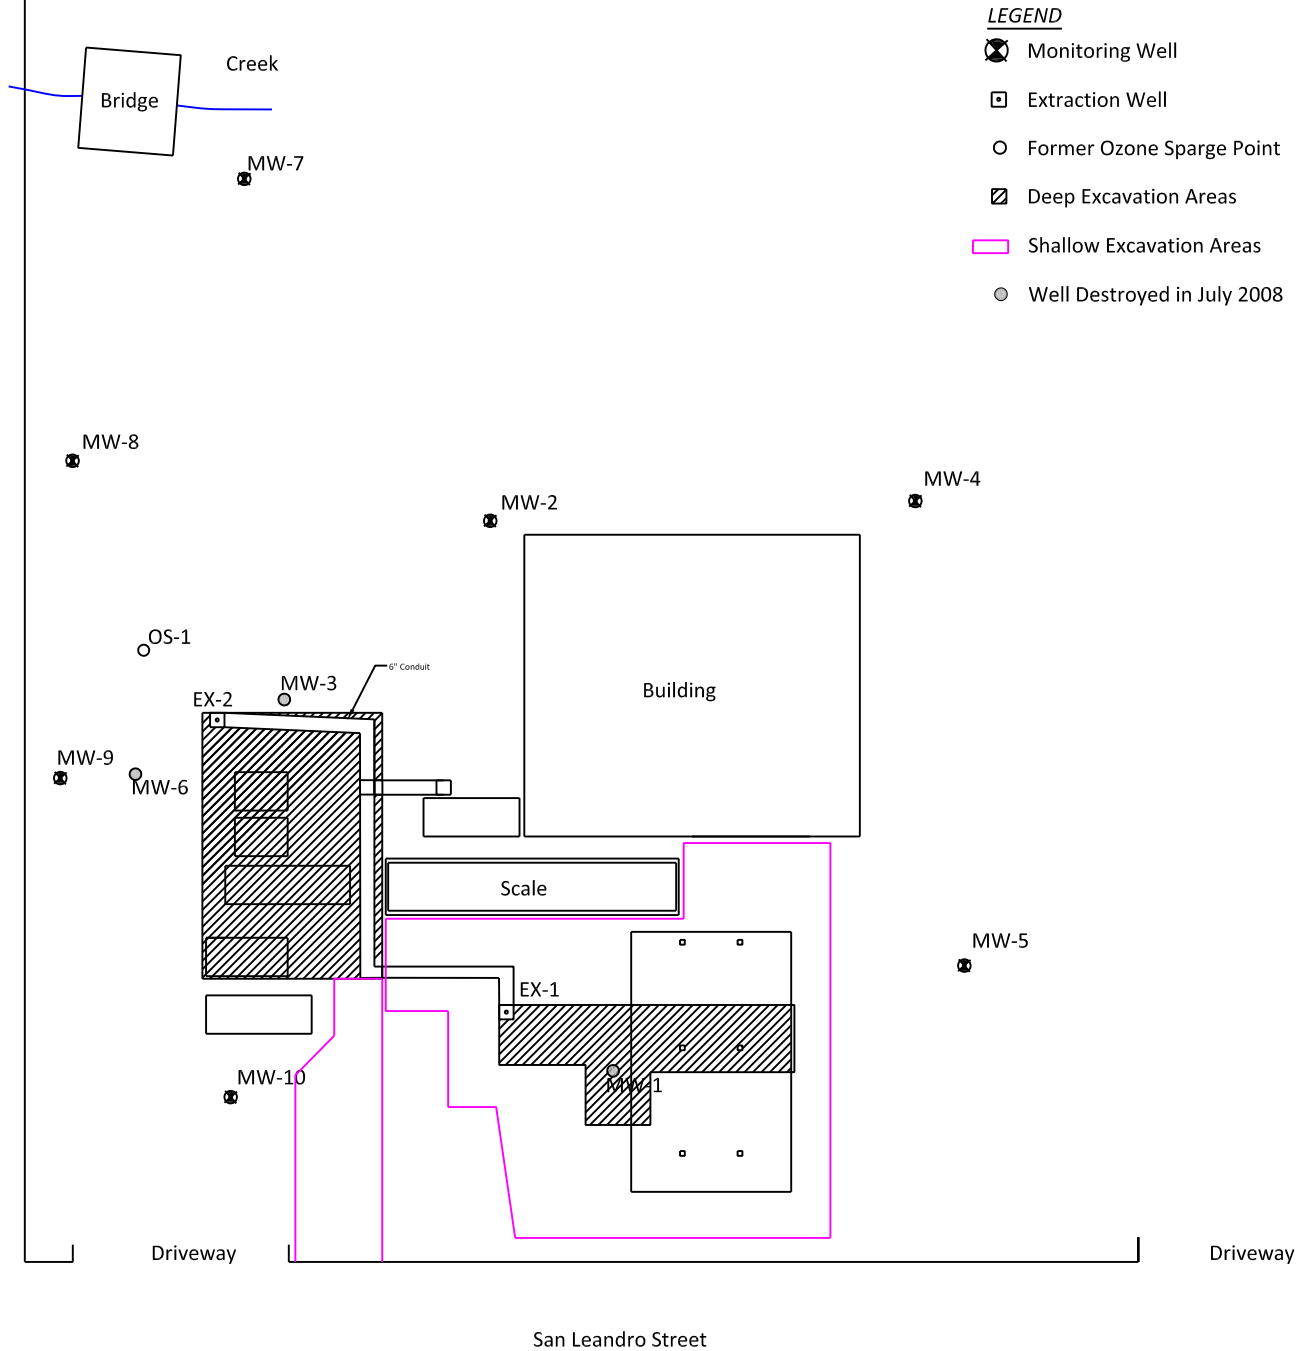 LEGEND
Monitoring Well
Extraction Well
Former Ozone Sparge Point
Deep Excavation Areas
Shallow Excavation Areas
Well Destroyed in July 2008
Creek
Bridge
MW-7
MW-8
MW-4
MW-2
OS-1
6" Conduit
MW-3
EX-2
Building
MW-9
MW-6
Scale
MW-5
EX-1
MW-10
MW-1
Driveway
Driveway
San Leandro Street